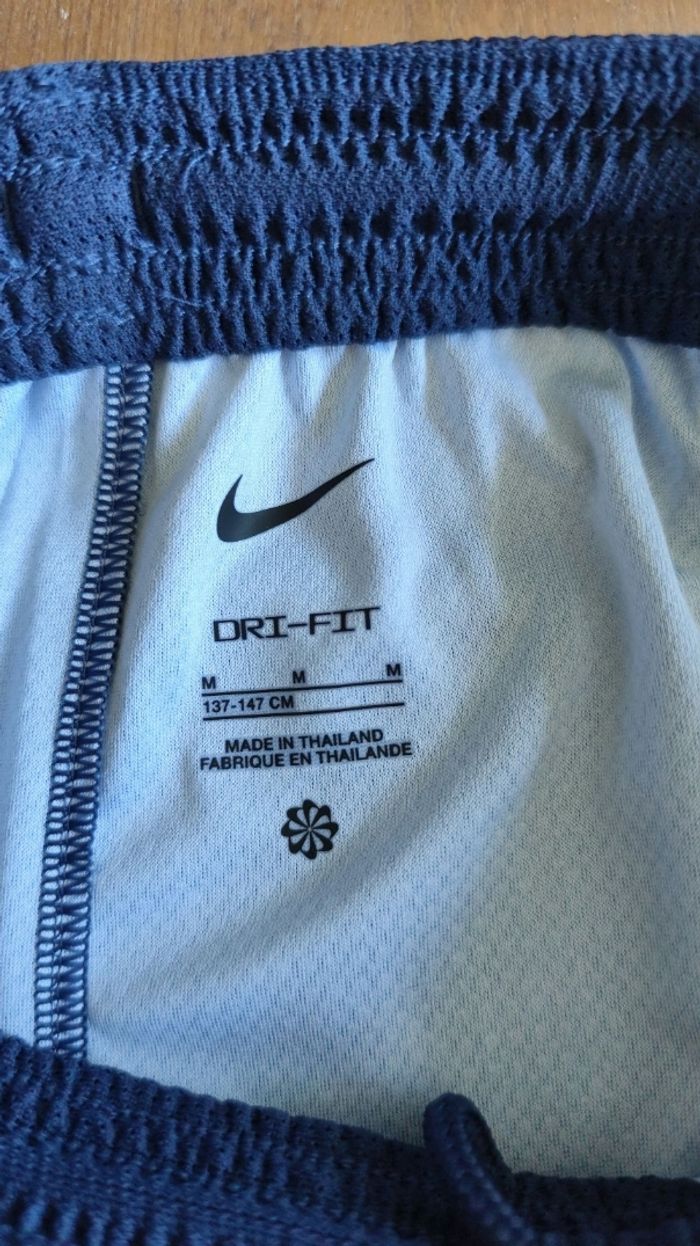 DRI-FIT
M M M
137-147 CM
MADE IN THAILAND
FABRIQUE EN THAILANDE